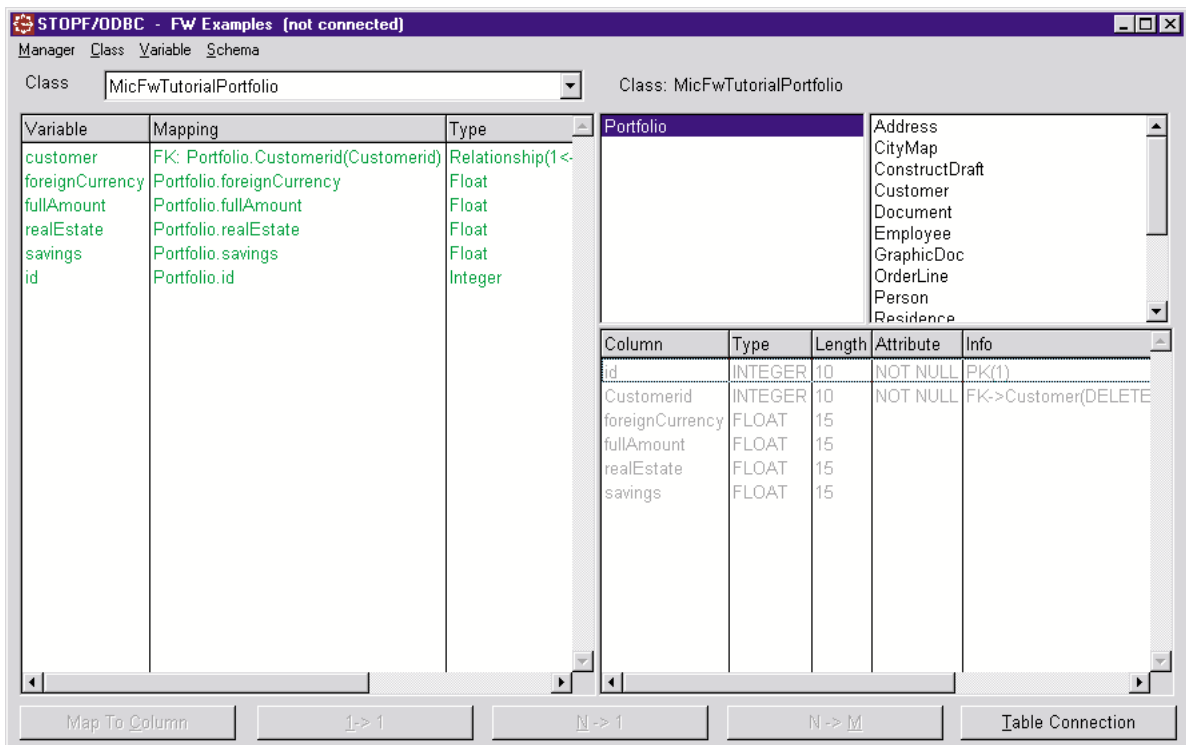 STOPF/ODBC - FW Examples (not connected)
Manager Class Variable Schema
Class MicFwTutorialPortfolio Class: MicFwTutorialPortfolio
Variable Mapping Type
customer FK: Portfolio.Customerid(Customerid) Relationship(1<-
foreignCurrency Portfolio.foreignCurrency Float
fullAmount Portfolio.fullAmount Float
realEstate Portfolio.realEstate Float
savings Portfolio.savings Float
id Portfolio.id Integer
Portfolio
Address
CityMap
ConstructDraft
Customer
Document
Employee
GraphicDoc
OrderLine
Person
Residence
Column Type Length Attribute Info
id INTEGER 10 NOT NULL PK(1)
Customerid INTEGER 10 NOT NULL FK->Customer(DELETE
foreignCurrency FLOAT 15
fullAmount FLOAT 15
realEstate FLOAT 15
savings FLOAT 15
Map To Column 1-> 1 N -> 1 N -> M Table Connection